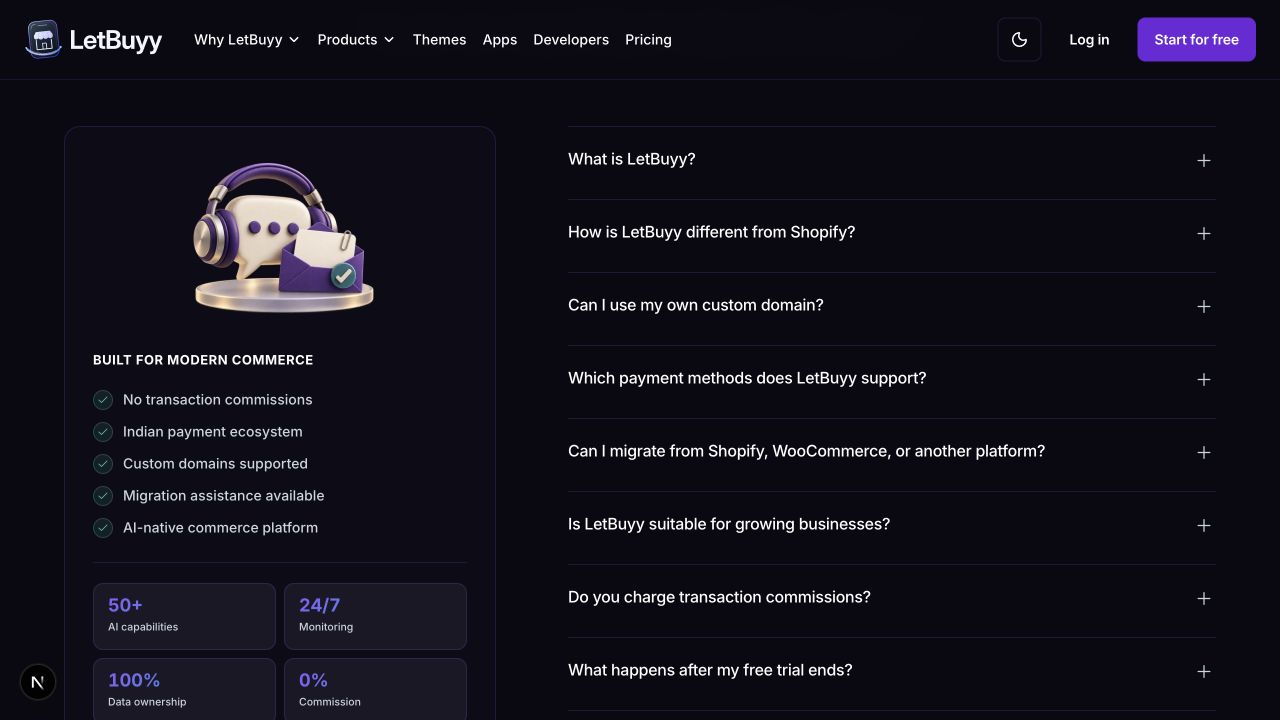 LetBuyy
Why LetBuyy
Products
Themes
Apps
Developers
Pricing
Log in
Start for free
BUILT FOR MODERN COMMERCE
No transaction commissions
Indian payment ecosystem
Custom domains supported
Migration assistance available
AI-native commerce platform
50+
AI capabilities
24/7
Monitoring
100%
Data ownership
0%
Commission
What is LetBuyy?
How is LetBuyy different from Shopify?
Can I use my own custom domain?
Which payment methods does LetBuyy support?
Can I migrate from Shopify, WooCommerce, or another platform?
Is LetBuyy suitable for growing businesses?
Do you charge transaction commissions?
What happens after my free trial ends?
N